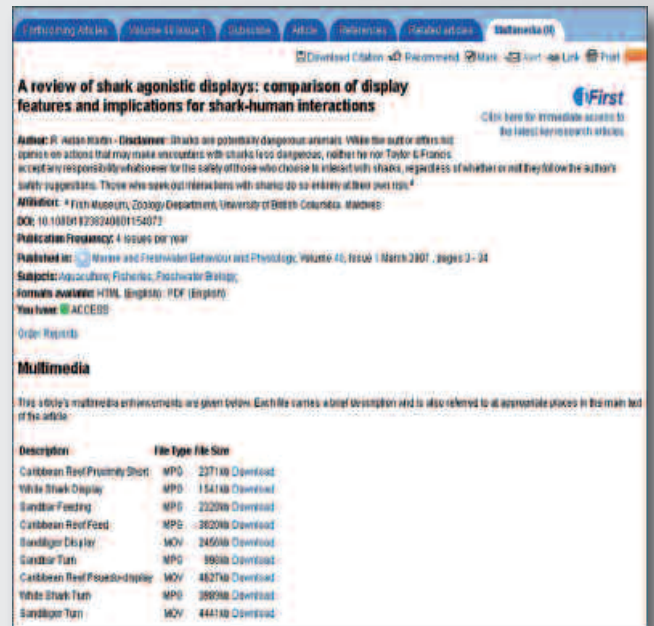 Forthcoming Articles Volume 40 Issue 1 Subscribe Article References Related articles Multimedia (9)
Download Citation Recommend Mark Alert Link Print
A review of shark agonistic displays: comparison of display
features and implications for shark-human interactions
iFirst
Click here for immediate access to
the latest key research articles
Author: R. Aidan Martin - Disclaimer: Sharks are potentially dangerous animals. While the author offers his
opinion on actions that may make encounters with sharks less dangerous, neither he nor Taylor & Francis
accept any responsibility whatsoever for the safety of those who choose to interact with sharks, regardless of whether or not they follow the author's
safety suggestions. Those who seek out interactions with sharks do so entirely at their own risk.
Affiliation: Fish Museum, Zoology Department, University of British Columbia,
DOI:
Publication Frequency: 4 issues per year
Published in: Marine and Freshwater Behaviour and Physiology, Volume 40, Issue 1 March 2007, pages 3 - 34
Subjects: Aquaculture; Fisheries; Freshwater Biology;
Formats available: HTML (English) : PDF (English)
You have: ACCESS
Order Reprints
Multimedia
This article's multimedia enhancements are given below. Each file carries a brief description and is also referred to at appropriate places in the main text
of the article.
Description File Type File Size
Caribbean Reef Proximity Short MPG 2371kb Download
White Shark Display MPG 1541kb Download
Sandbar Feeding MPG 2320kb Download
Caribbean Reef Feed MPG 3820kb Download
Sandtiger Display MOV 2456kb Download
Sandbar Turn MPG Download
Caribbean Reef Psuedo-display MOV 4627kb Download
White Shark Turn MPG Download
Sandtiger Turn MOV 4441kb Download